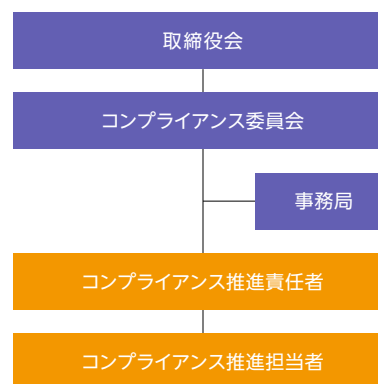 取締役会
コンプライアンス委員会
事務局
コンプライアンス推進責任者
コンプライアンス推進担当者